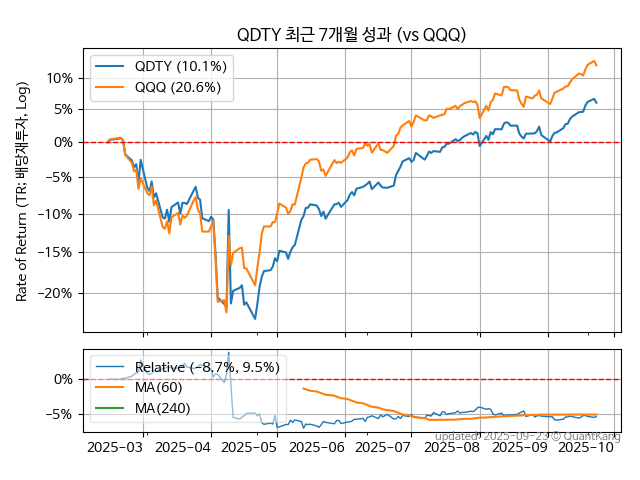 QDTY 최근 7개월 성과 (vs QQQ)
Rate of Return (TR: 배당재투자, Log)
QDTY (10.1%)
QQQ (20.6%)
10%
5%
0%
−5%
−10%
−15%
−20%
Relative (−8.7%, 9.5%)
MA(60)
MA(240)
0%
−5%
updated: 2025-09-23 © QuantKang
2025-03 2025-04 2025-05 2025-06 2025-07 2025-08 2025-09 2025-10